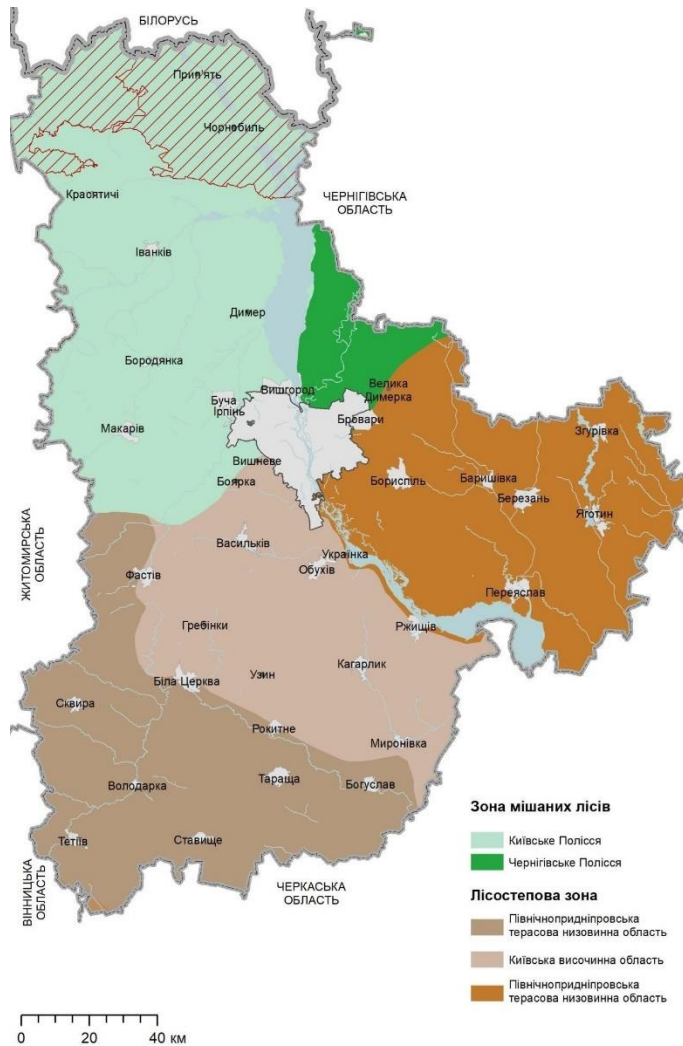 БІЛОРУСЬ
Прип'ять
Чорнобиль
Красятичі
ЧЕРНІГІВСЬКА
ОБЛАСТЬ
Іванків
Димер
Бородянка
Вишгород
Велика
Димерка
Буча
Ірпінь
Бровари
Макарів
Згурівка
Вишневе
Боярка
Бориспіль
Баришівка
Березань
Яготин
ЖИТОМИРСЬКА
ОБЛАСТЬ
Васильків
Українка
Обухів
Фастів
Переяслав
Гребінки
Ржищів
Кагарлик
Біла Церква
Узин
Сквира
Рокитне
Миронівка
Володарка
Тараща
Богуслав
Тетіїв
Ставище
ВІННИЦЬКА
ОБЛАСТЬ
ЧЕРКАСЬКА
ОБЛАСТЬ
Зона мішаних лісів
Київське Полісся
Чернігівське Полісся
Лісостепова зона
Північнопридніпровська
терасова низовинна область
Київська височинна область
Північнопридніпровська
терасова низовинна область
0 20 40 км